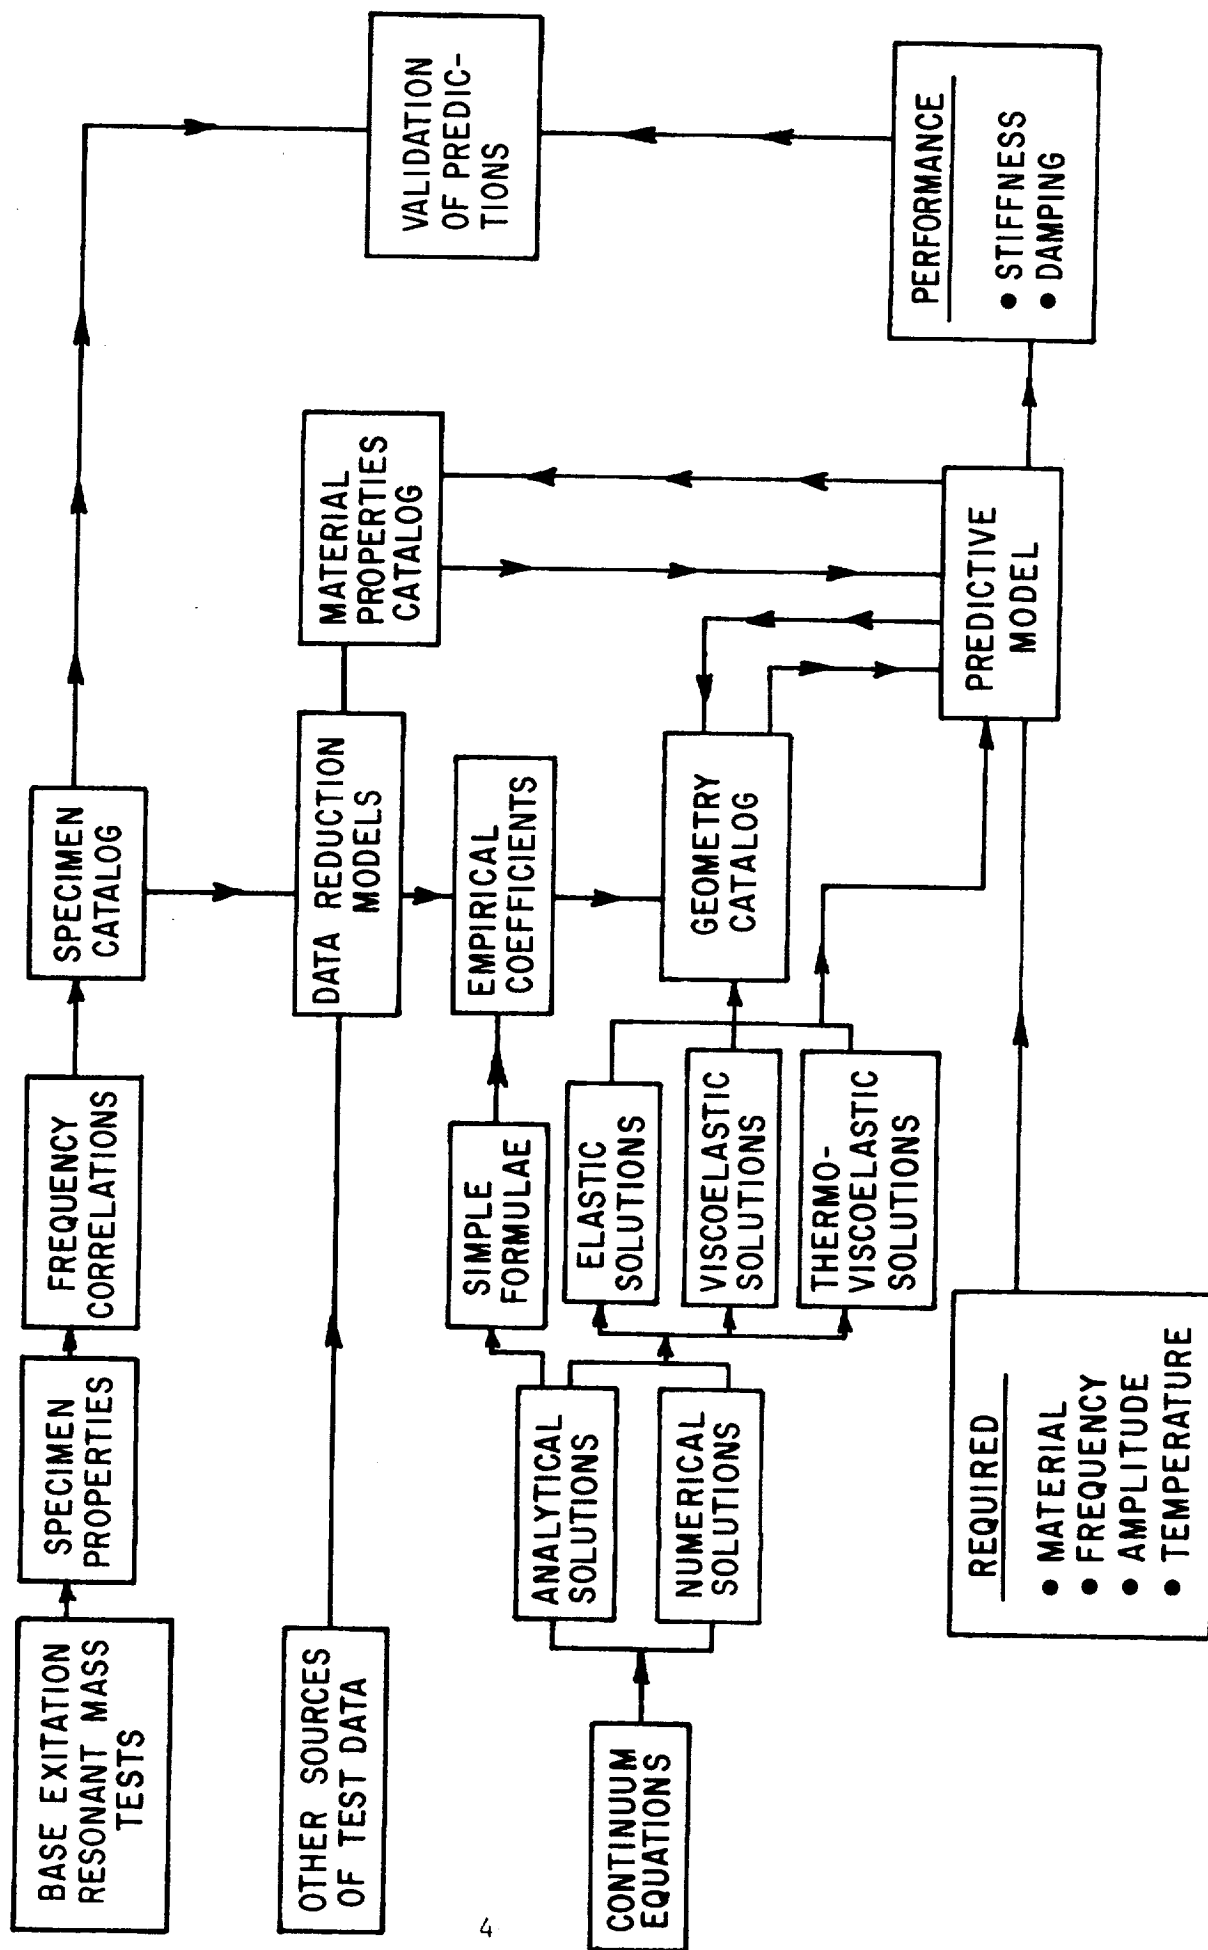 BASE EXITATION
RESONANT MASS
TESTS
SPECIMEN
PROPERTIES
FREQUENCY
CORRELATIONS
SPECIMEN
CATALOG
VALIDATION
OF PREDIC-
TIONS
OTHER SOURCES
OF TEST DATA
DATA REDUCTION
MODELS
MATERIAL
PROPERTIES
CATALOG
SIMPLE
FORMULAE
EMPIRICAL
COEFFICIENTS
CONTINUUM
EQUATIONS
ANALYTICAL
SOLUTIONS
NUMERICAL
SOLUTIONS
ELASTIC
SOLUTIONS
VISCOELASTIC
SOLUTIONS
THERMO-
VISCOELASTIC
SOLUTIONS
GEOMETRY
CATALOG
REQUIRED
● MATERIAL
● FREQUENCY
● AMPLITUDE
● TEMPERATURE
PREDICTIVE
MODEL
PERFORMANCE
● STIFFNESS
● DAMPING
4